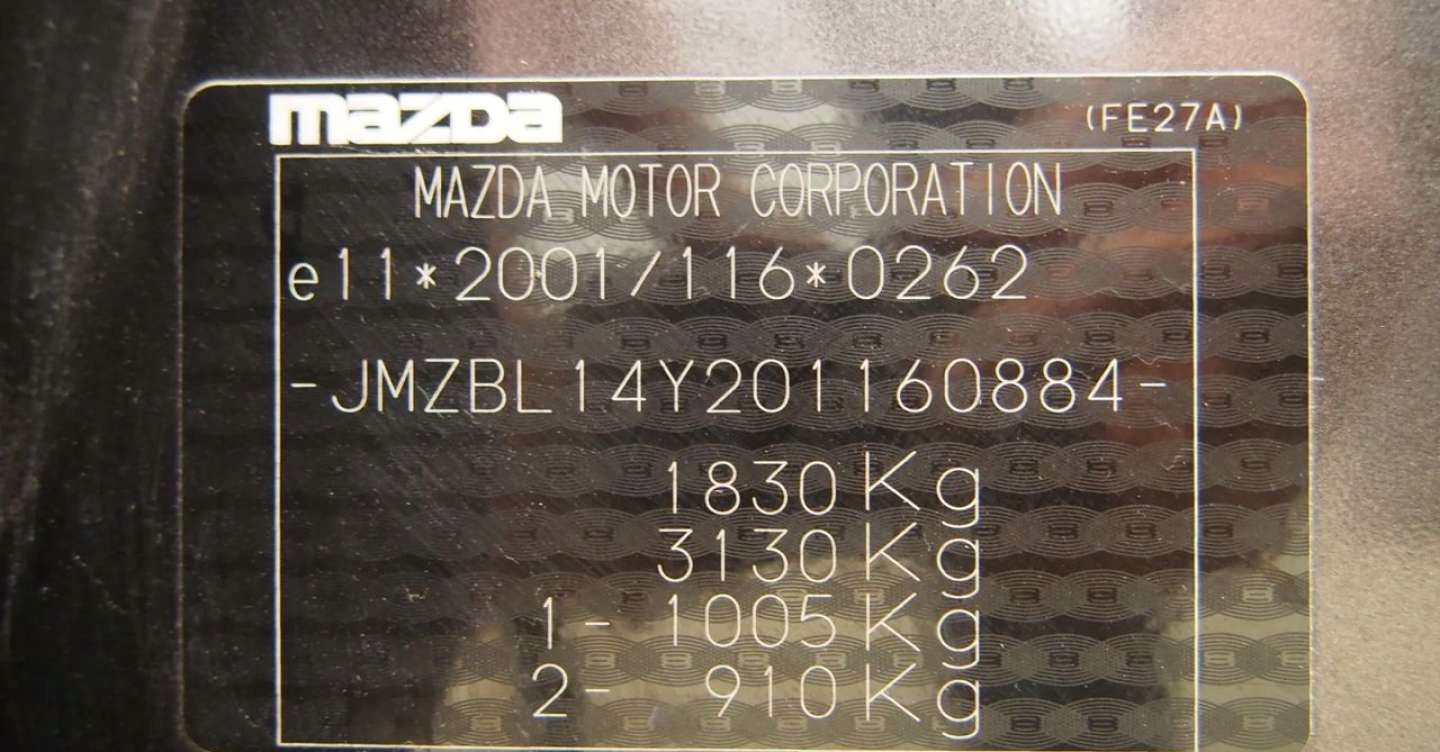 mazda (FE27A)
MAZDA MOTOR CORPORATION
e11*2001/116*0262
-JMZBL14Y201160884-
1830Kg
3130Kg
1- 1005Kg
2- 910Kg